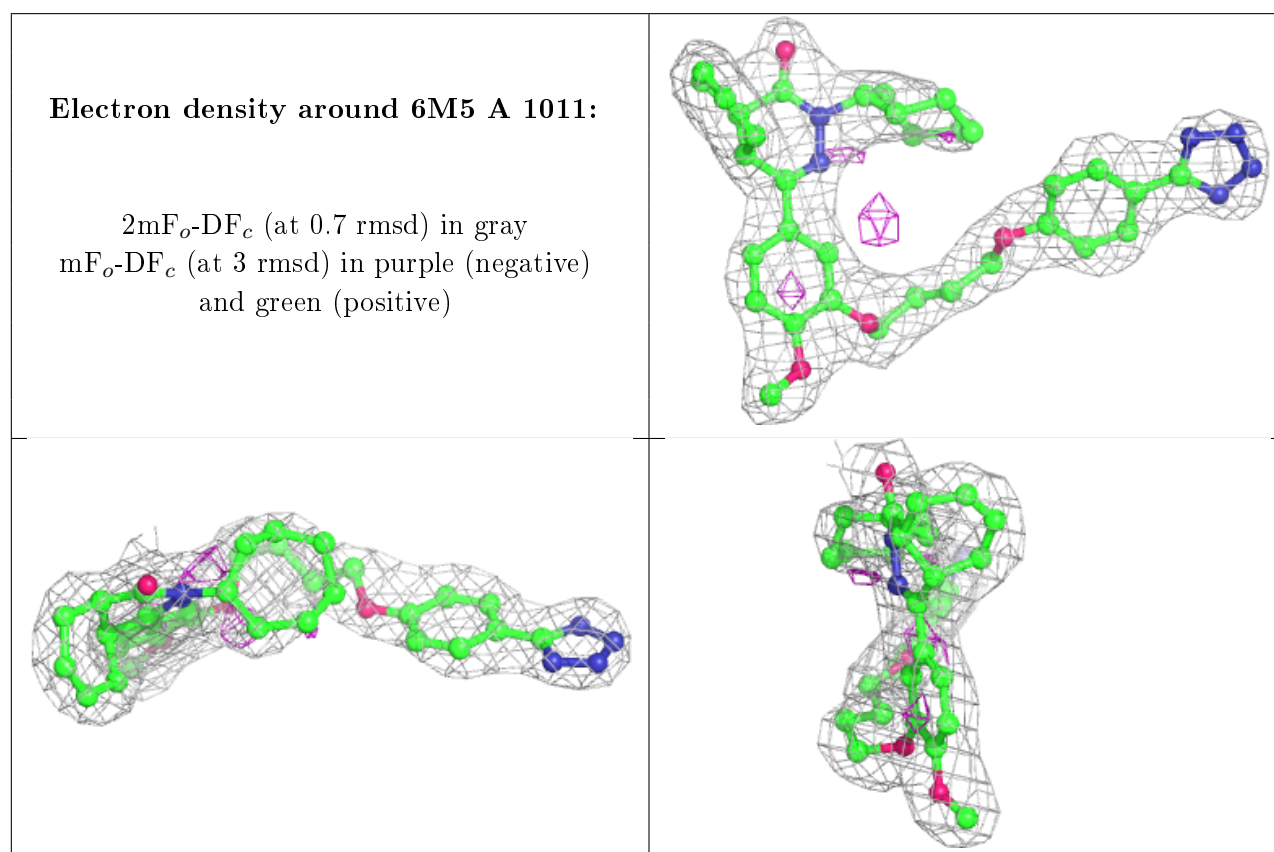 Electron density around 6M5 A 1011:
2mFo-DFc (at 0.7 rmsd) in gray
mFo-DFc (at 3 rmsd) in purple (negative)
and green (positive)